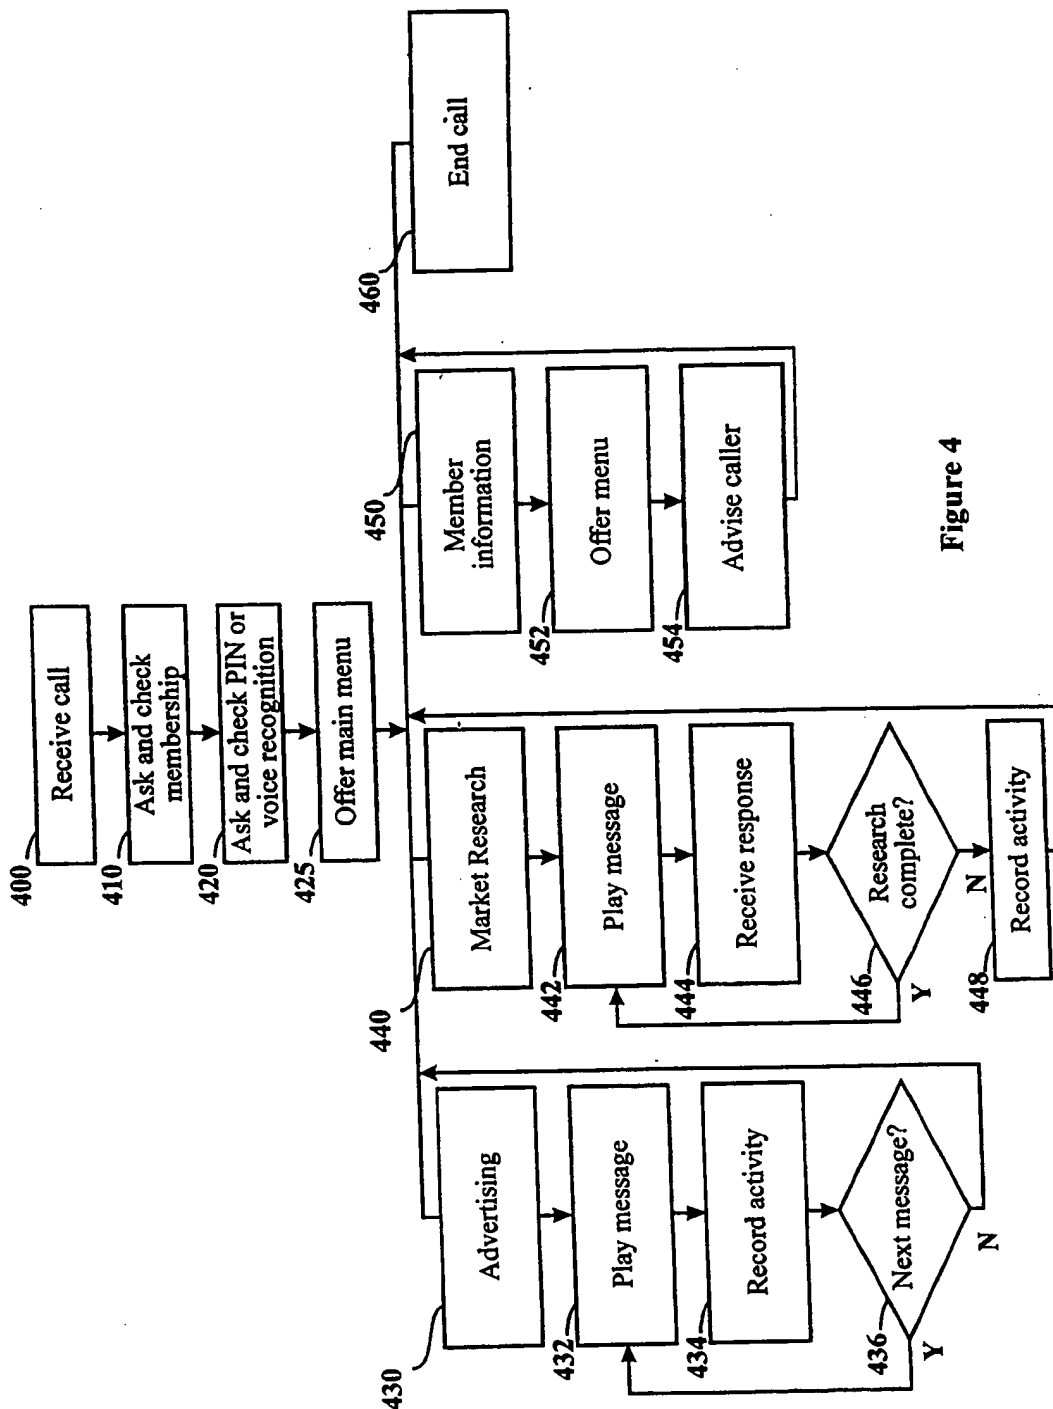 400
Receive call
410
Ask and check
membership
420
Ask and check PIN or
voice recognition
425
Offer main menu
430
Advertising
432
Play message
434
Record activity
436
Next message?
Y
N
440
Market Research
442
Play message
444
Receive response
446
Research
complete?
Y
N
448
Record activity
450
Member
information
452
Offer menu
454
Advise caller
460
End call
Figure 4